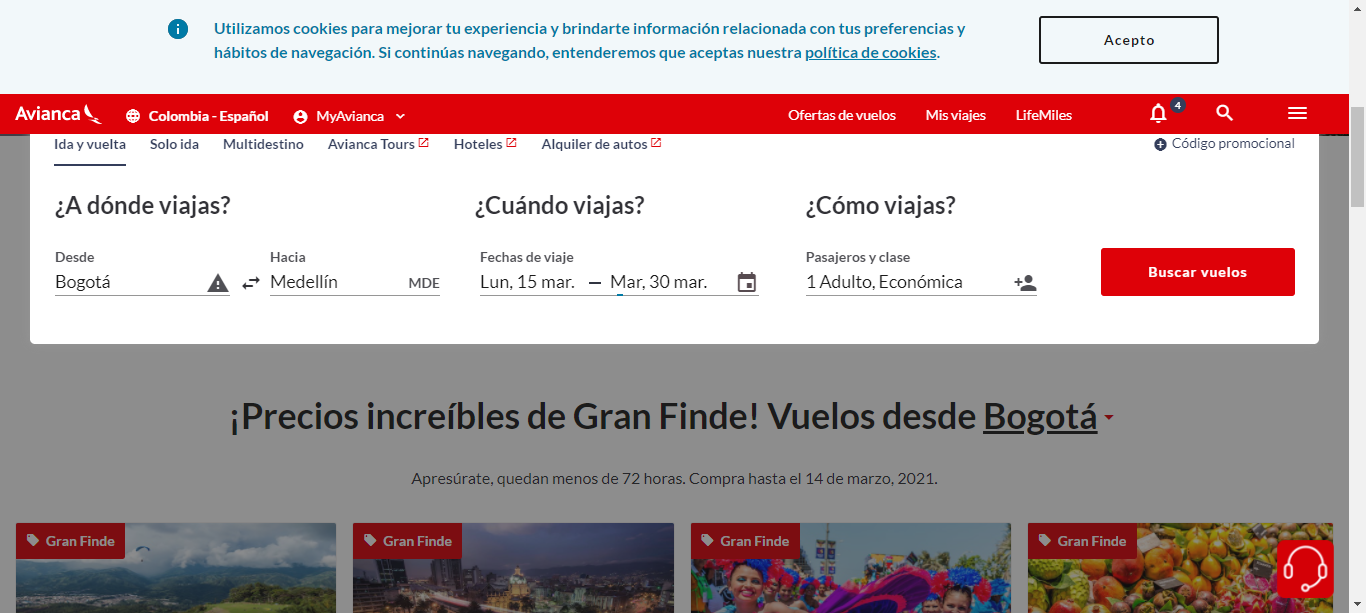 Utilizamos cookies para mejorar tu experiencia y brindarte información relacionada con tus preferencias y
hábitos de navegación. Si continúas navegando, entenderemos que aceptas nuestra política de cookies.
Acepto
Avianca
Colombia - Español
MyAvianca
Ofertas de vuelos
Mis viajes
LifeMiles
4
Ida y vuelta
Solo ida
Multidestino
Avianca Tours
Hoteles
Alquiler de autos
Código promocional
¿A dónde viajas?
¿Cuándo viajas?
¿Cómo viajas?
Desde
Hacia
Fechas de viaje
Pasajeros y clase
Bogotá
Medellín
MDE
Lun, 15 mar.
Mar, 30 mar.
1 Adulto, Económica
Buscar vuelos
¡Precios increíbles de Gran Finde! Vuelos desde Bogotá
Apresúrate, quedan menos de 72 horas. Compra hasta el 14 de marzo, 2021.
Gran Finde
Gran Finde
Gran Finde
Gran Finde